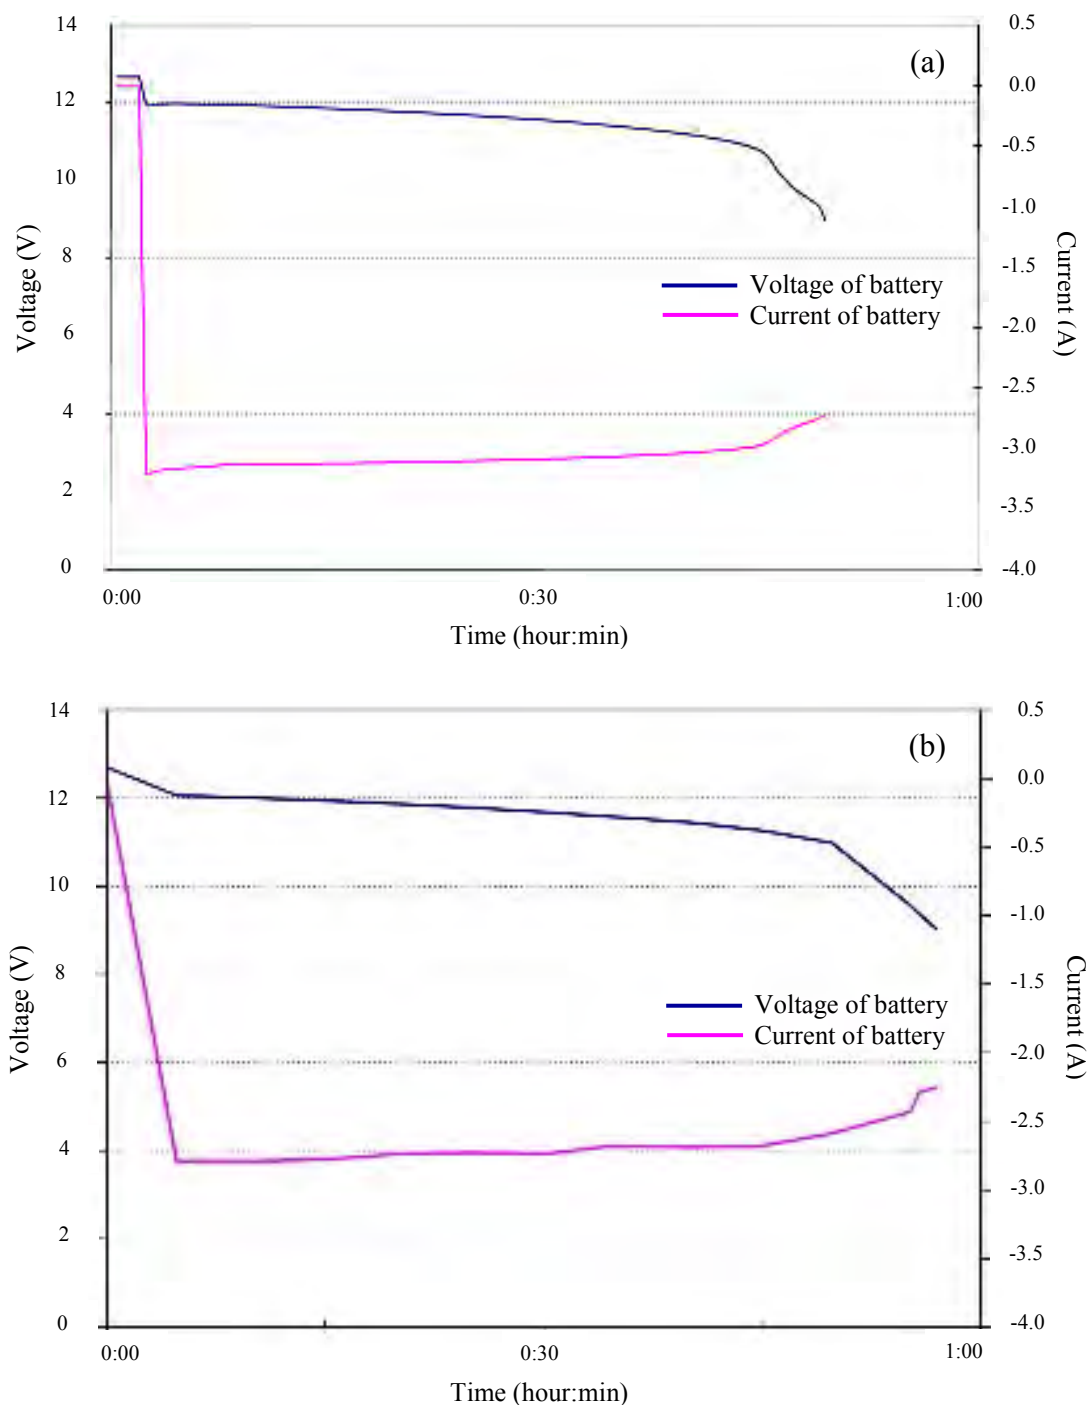 (a)
14
12
10
8
6
4
2
0
Voltage (V)
0.5
0.0
-0.5
-1.0
-1.5
-2.0
-2.5
-3.0
-3.5
-4.0
Current (A)
Voltage of battery
Current of battery
0:00 0:30 1:00
Time (hour:min)
(b)
14
12
10
8
6
4
2
0
Voltage (V)
0.5
0.0
-0.5
-1.0
-1.5
-2.0
-2.5
-3.0
-3.5
-4.0
Current (A)
Voltage of battery
Current of battery
0:00 0:30 1:00
Time (hour:min)